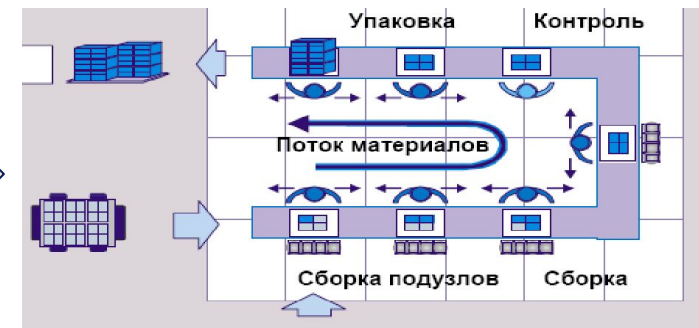 Упаковка
Контроль
Поток материалов
Сборка подузлов
Сборка